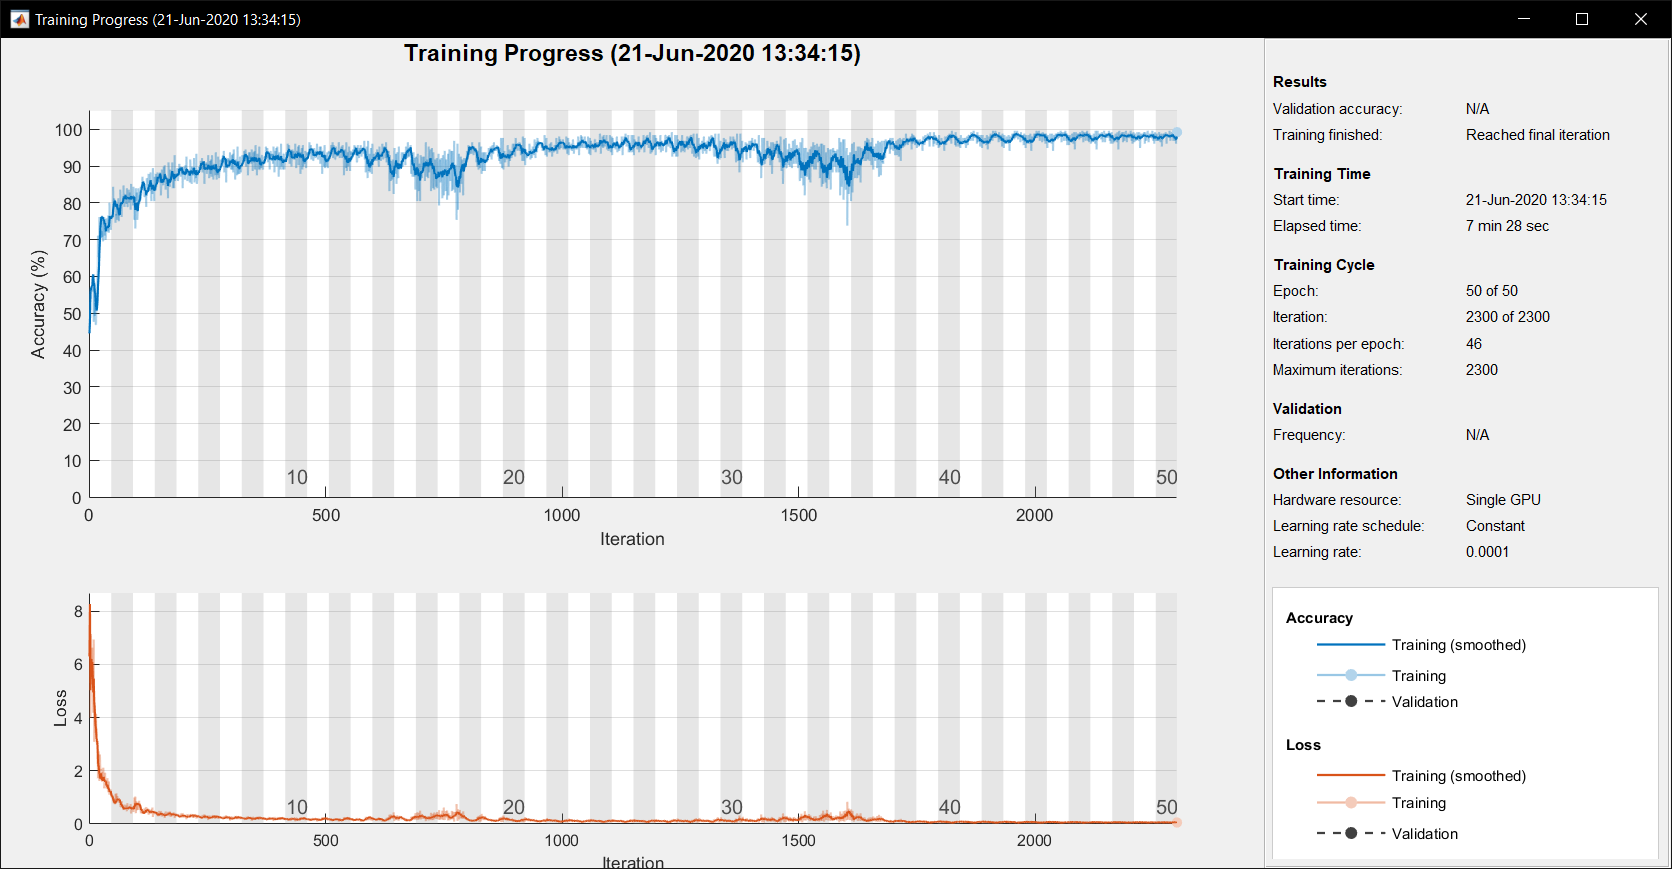 Training Progress (21-Jun-2020 13:34:15)
Training Progress (21-Jun-2020 13:34:15)
100
90
80
70
60
50
40
30
20
10
0
Accuracy (%)
10
20
30
40
50
0
500
1000
1500
2000
Iteration
8
6
4
2
0
Loss
10
20
30
40
50
0
500
1000
1500
2000
Iteration
Results
Validation accuracy: N/A
Training finished: Reached final iteration
Training Time
Start time: 21-Jun-2020 13:34:15
Elapsed time: 7 min 28 sec
Training Cycle
Epoch: 50 of 50
Iteration: 2300 of 2300
Iterations per epoch: 46
Maximum iterations: 2300
Validation
Frequency: N/A
Other Information
Hardware resource: Single GPU
Learning rate schedule: Constant
Learning rate: 0.0001
Accuracy
Training (smoothed)
Training
Validation
Loss
Training (smoothed)
Training
Validation